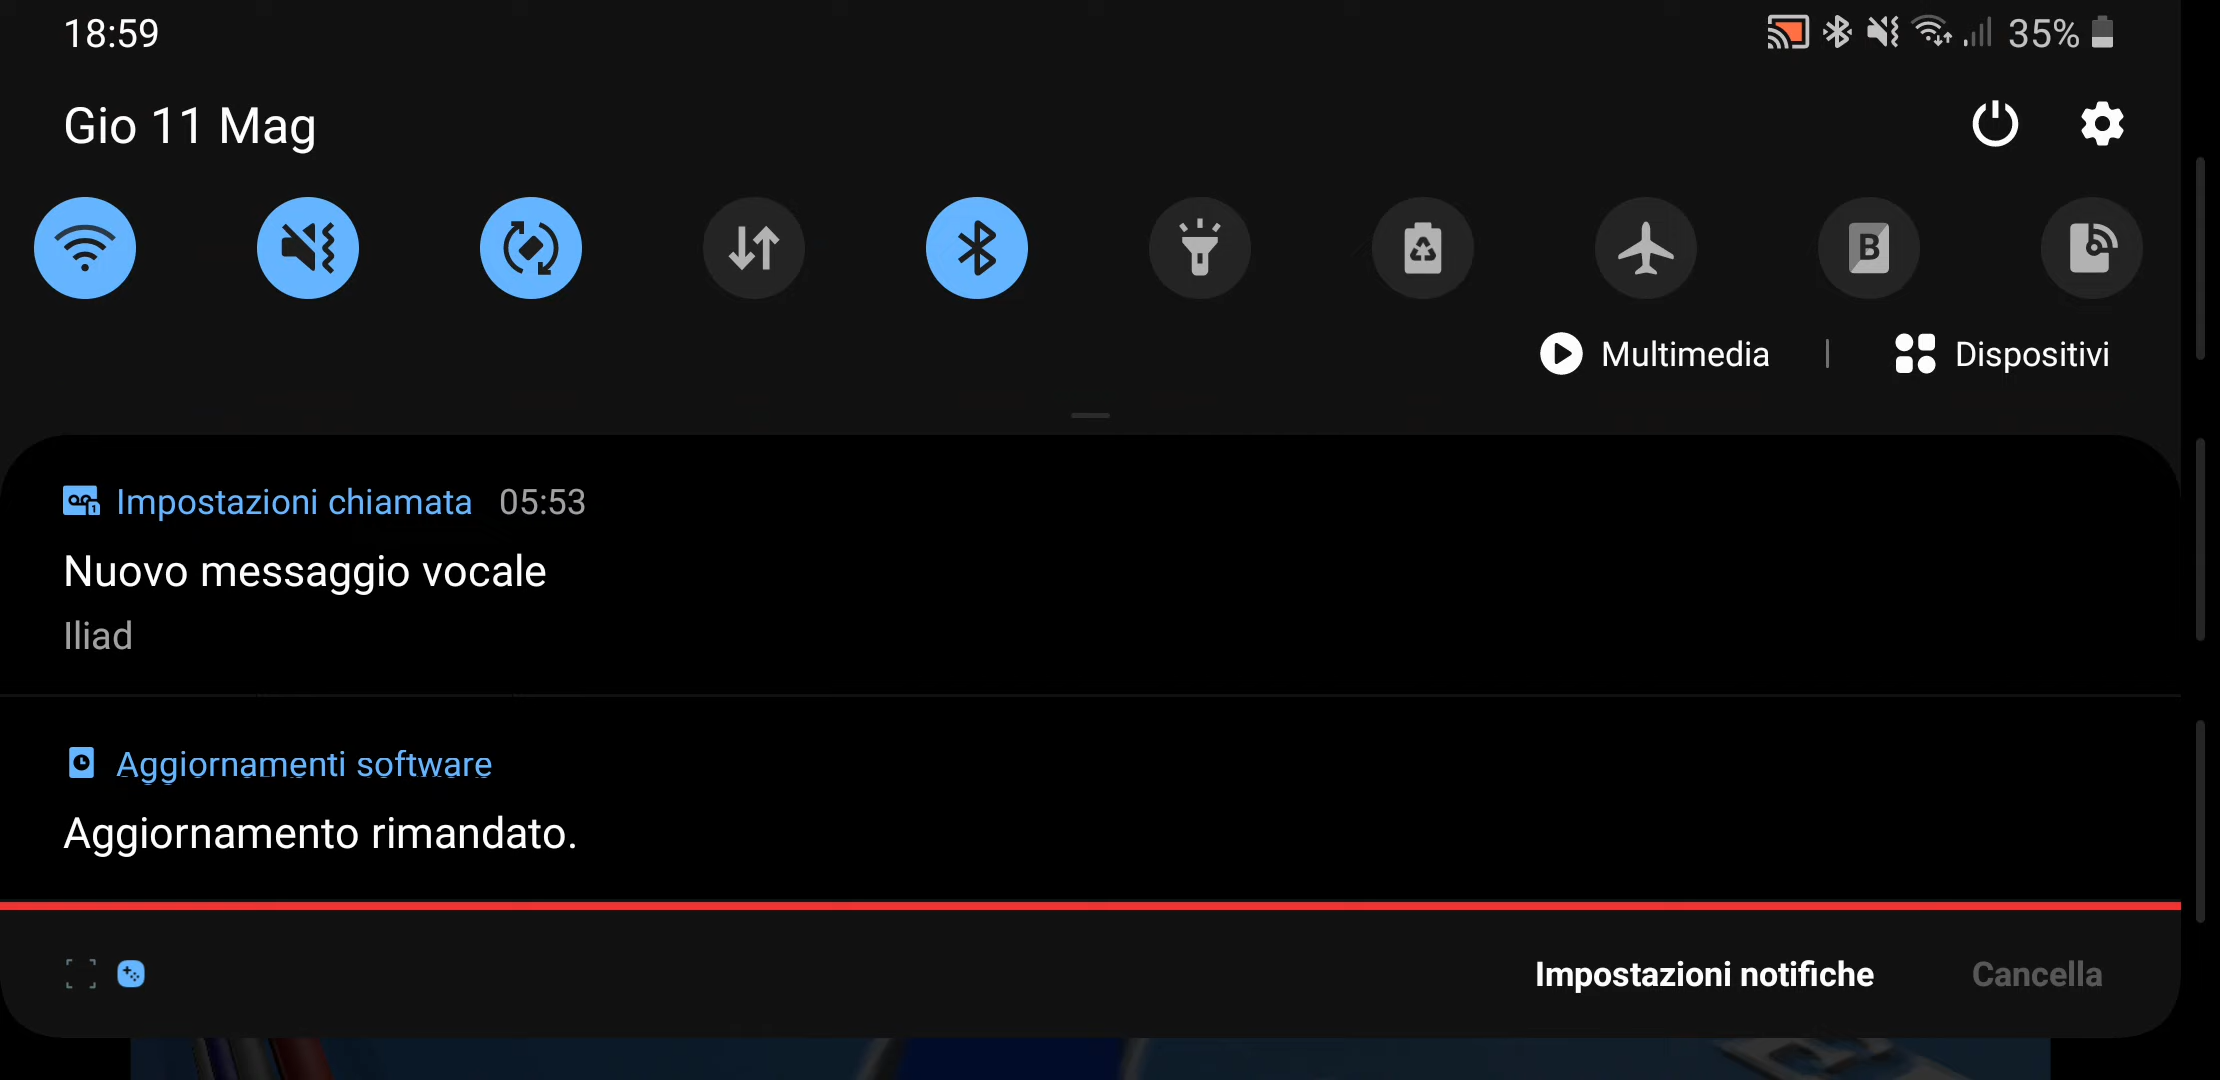 18:59
35%
Gio 11 Mag
B
Multimedia | Dispositivi
Impostazioni chiamata 05:53
Nuovo messaggio vocale
Iliad
Aggiornamenti software
Aggiornamento rimandato.
Impostazioni notifiche Cancella